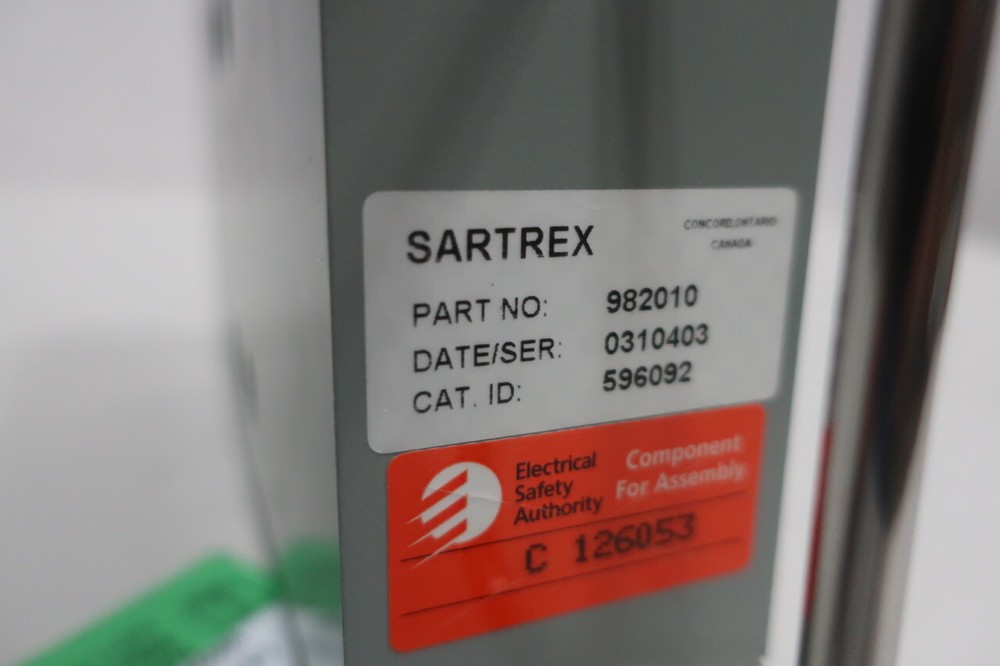 SARTREX
CONCORD, ONTARIO
CANADA
PART NO: 982010
DATE/SER: 0310403
CAT. ID: 596092
Electrical
Safety
Authority
Component
For Assembly
C 126053